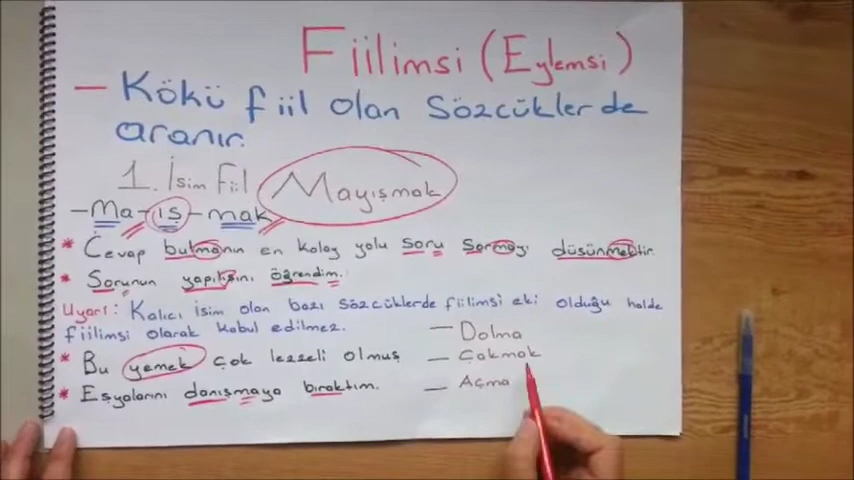 Fiilimsi (Eylemsi)
— Kökü fiil olan Sözcüklerde
aranır.
1. İsim Fiil Mayışmak
-Ma-ış-mak
* Cevap bulmanın en kolay yolu soru sormayı düşünmektir.
* Sorunun yapılışını öğrendim.
Uyarı: Kalıcı isim olan bazı sözcüklerde fiilimsi eki olduğu halde
fiilimsi olarak kabul edilmez.
— Dolma
* Bu yemek çok lezzeli olmuş
— Çakmak
* Eşyalarını danışmaya bıraktım.
— Açma